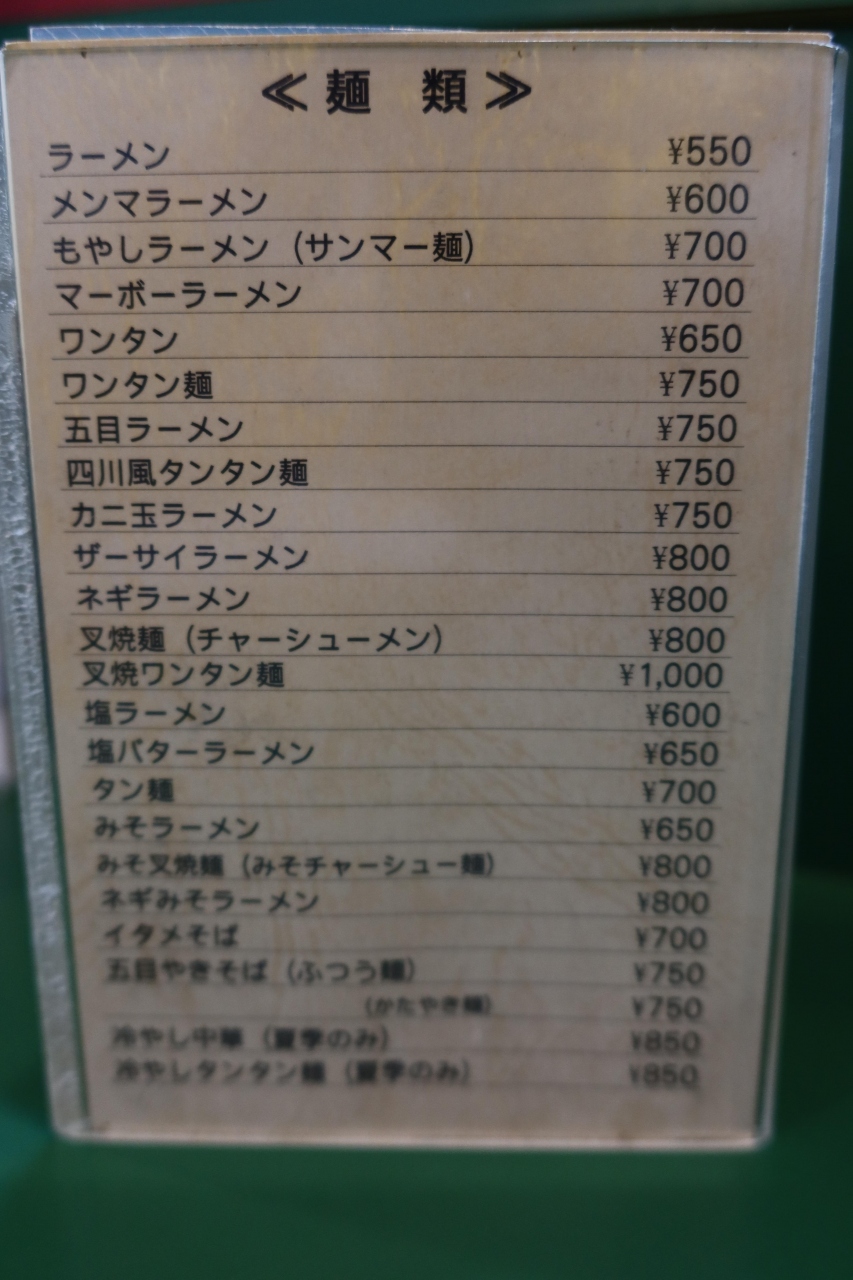 ≪ 麺 類 ≫
ラーメン ¥550
メンマラーメン ¥600
もやしラーメン (サンマー麺) ¥700
マーボーラーメン ¥700
ワンタン ¥650
ワンタン麺 ¥750
五目ラーメン ¥750
四川風タンタン麺 ¥750
カニ玉ラーメン ¥750
ザーサイラーメン ¥800
ネギラーメン ¥800
叉焼麺 (チャーシューメン) ¥800
叉焼ワンタン麺 ¥1,000
塩ラーメン ¥600
塩バターラーメン ¥650
タン麺 ¥700
みそラーメン ¥650
みそ叉焼麺 (みそチャーシュー麺) ¥800
ネギみそラーメン ¥800
イタメそば ¥700
五目やきそば (ふつう麺) ¥750
(かたやき麺) ¥750
冷やし中華 (夏季のみ) ¥850
冷やしタンタン麺 (夏季のみ) ¥850